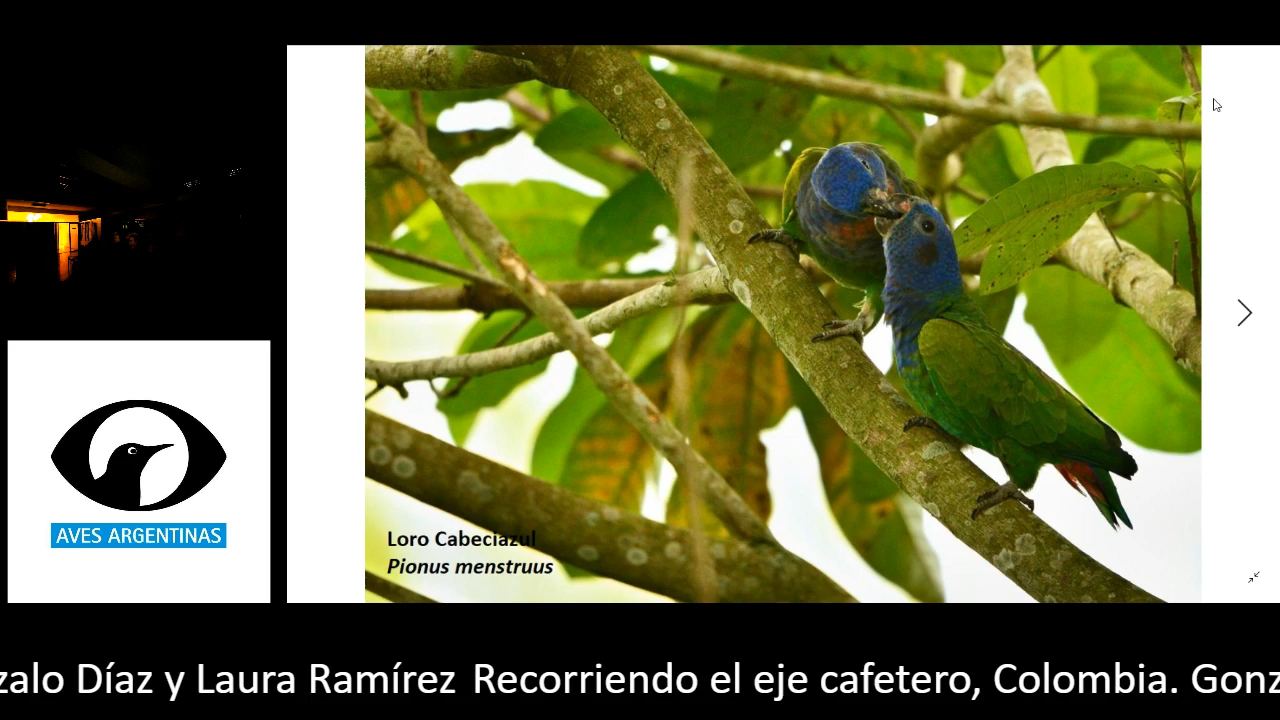 AVES ARGENTINAS
Loro Cabeciazul
Pionus menstruus
zalo Díaz y Laura Ramírez Recorriendo el eje cafetero, Colombia. Gonz